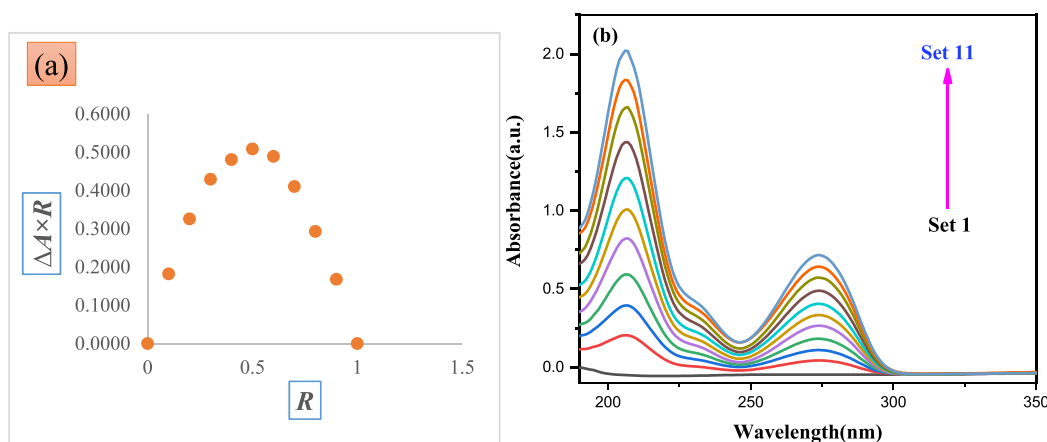 (a)
0.6000
0.5000
0.4000
0.3000
0.2000
0.1000
0.0000
ΔA×R
0 0.5 1 1.5
R
(b)
Set 11
Set 1
2.0
1.5
1.0
0.5
0.0
Absorbance(a.u.)
200 250 300 350
Wavelength(nm)